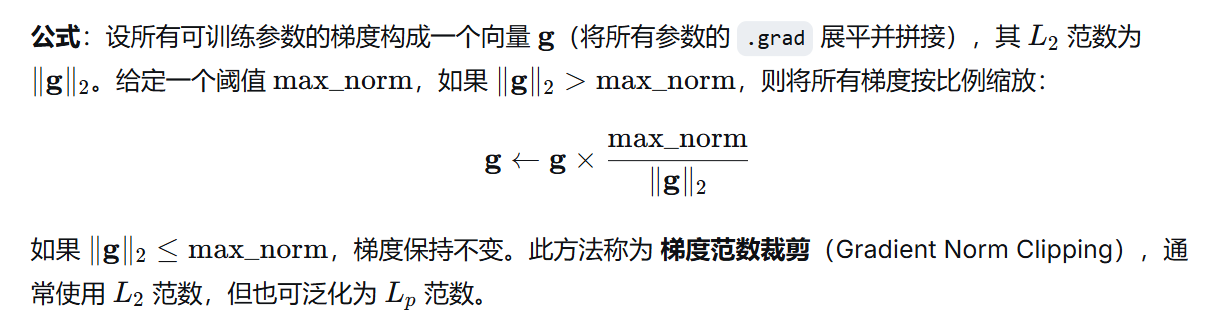 公式：设所有可训练参数的梯度构成一个向量 g（将所有参数的 .grad 展平并拼接），其 L₂ 范数为
‖g‖₂。给定一个阈值 max_norm，如果 ‖g‖₂ > max_norm，则将所有梯度按比例缩放：
g ← g × max_norm / ‖g‖₂
如果 ‖g‖₂ ≤ max_norm，梯度保持不变。此方法称为 梯度范数裁剪（Gradient Norm Clipping），通
常使用 L₂ 范数，但也可泛化为 Lₚ 范数。